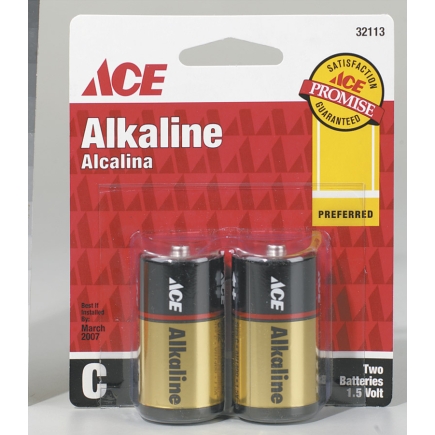 32113
ACE
SATISFACTION
ACE
PROMISE
GUARANTEED
Alkaline
Alcalina
PREFERRED
ACE
Alkaline
ACE
Alkaline
Best If
Installed
by:
March
2007
C
Two
Batteries
1.5 Volt